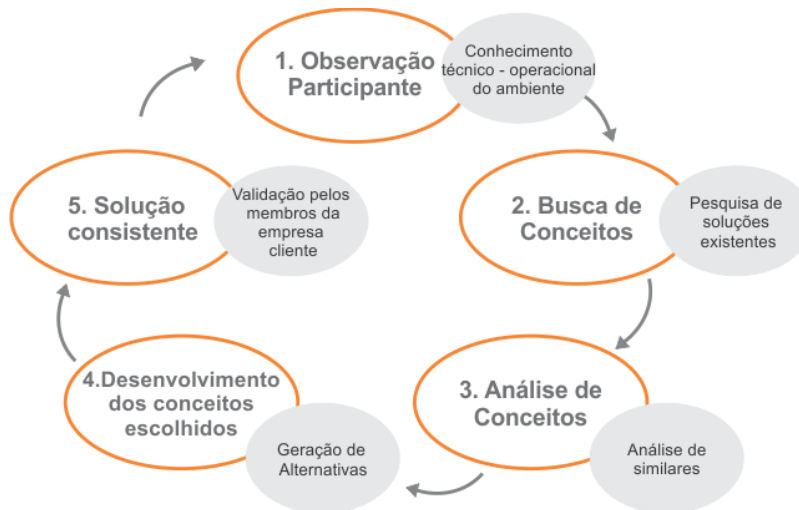 1. Observação
Participante
Conhecimento
técnico - operacional
do ambiente
2. Busca de
Conceitos
Pesquisa de
soluções
existentes
3. Análise de
Conceitos
Análise de
similares
4.Desenvolvimento
dos conceitos
escolhidos
Geração de
Alternativas
5. Solução
consistente
Validação pelos
membros da
empresa
cliente